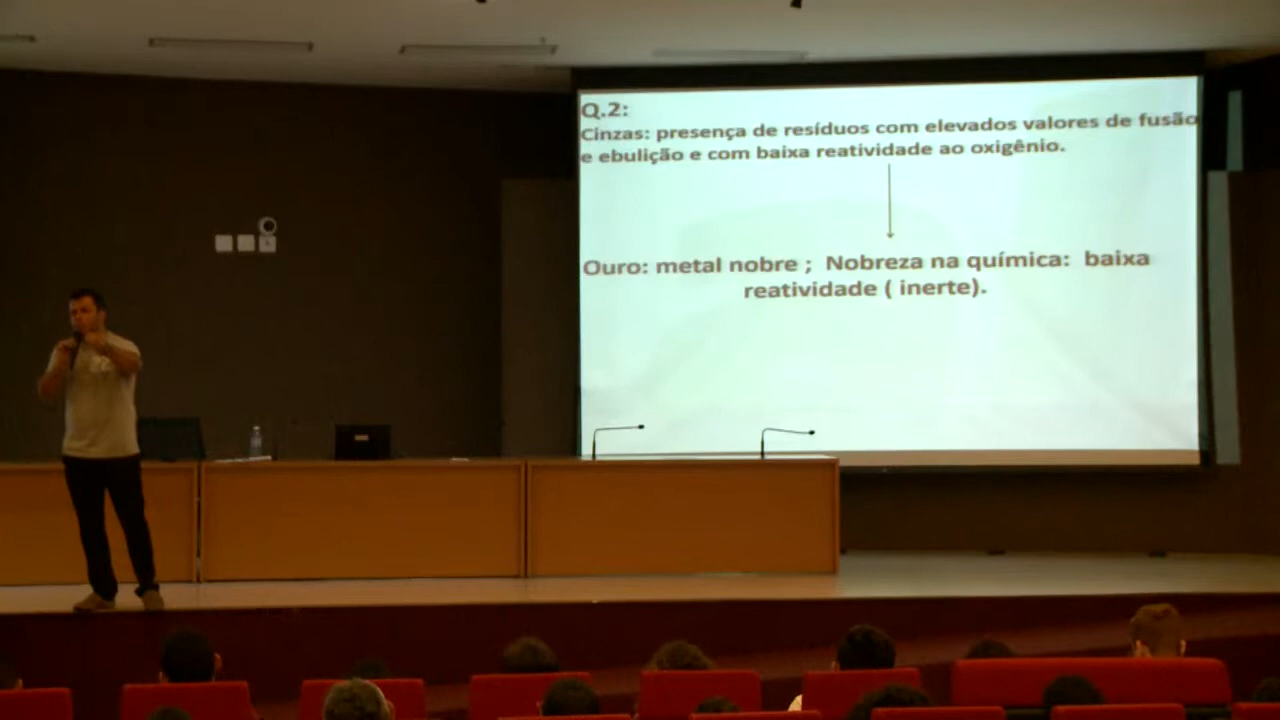 Q.2:
Cinzas: presença de resíduos com elevados valores de fusão
e ebulição e com baixa reatividade ao oxigênio.
Ouro: metal nobre ; Nobreza na química: baixa
reatividade ( inerte).